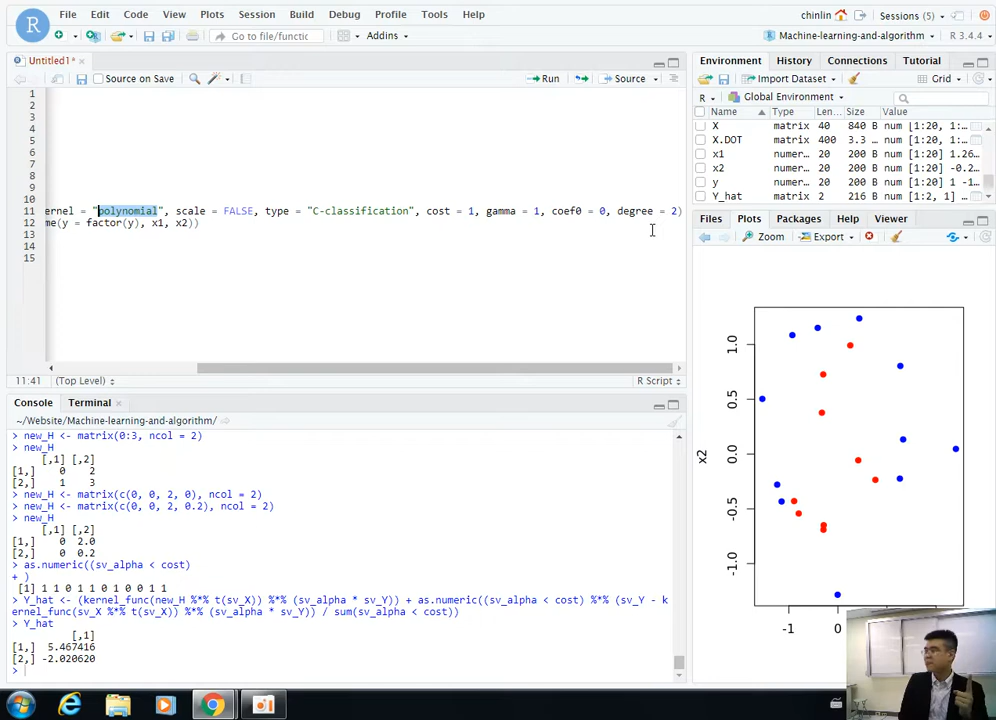 File Edit Code View Plots Session Build Debug Profile Tools Help
chinlin Sessions (5)
R Go to file/functic Addins Machine-learning-and-algorithm R 3.4.4
Untitled1*
Source on Save Run Source
1
2
3
4
5
6
7
8
9
10
11 ernel = "polynomial", scale = FALSE, type = "C-classification", cost = 1, gamma = 1, coef0 = 0, degree = 2)
12 me(y = factor(y), x1, x2))
13
14
15
11:41 (Top Level) R Script
Console Terminal
~/Website/Machine-learning-and-algorithm/
> new_H <- matrix(0:3, ncol = 2)
> new_H
[,1] [,2]
[1,] 0 2
[2,] 1 3
> new_H <- matrix(c(0, 0, 2, 0), ncol = 2)
> new_H <- matrix(c(0, 0, 2, 0.2), ncol = 2)
> new_H
[,1] [,2]
[1,] 0 2.0
[2,] 0 0.2
> as.numeric((sv_alpha < cost)
+ )
[1] 1 1 0 1 1 0 1 0 0 1 1
> Y_hat <- (kernel_func(new_H %*% t(sv_X)) %*% (sv_alpha * sv_Y)) + as.numeric((sv_alpha < cost) %*% (sv_Y - k
ernel_func(sv_X %*% t(sv_X)) %*% (sv_alpha * sv_Y)) / sum(sv_alpha < cost))
> Y_hat
[,1]
[1,] 5.467416
[2,] -2.020620
>
Environment History Connections Tutorial
Import Dataset Grid
R Global Environment
Name Type Len... Size Value
X matrix 40 840 B num [1:20, 1:...
X.DOT matrix 400 3.3 ... num [1:20, 1:...
x1 numer... 20 200 B num [1:20] 1.26...
x2 numer... 20 200 B num [1:20] -0.2...
y numer... 20 200 B num [1:20] 1 -1...
Y_hat matrix 2 216 B num [1:2, 1]...
Files Plots Packages Help Viewer
Zoom Export
x2
1.0
0.5
0.0
-0.5
-1.0
-1 0